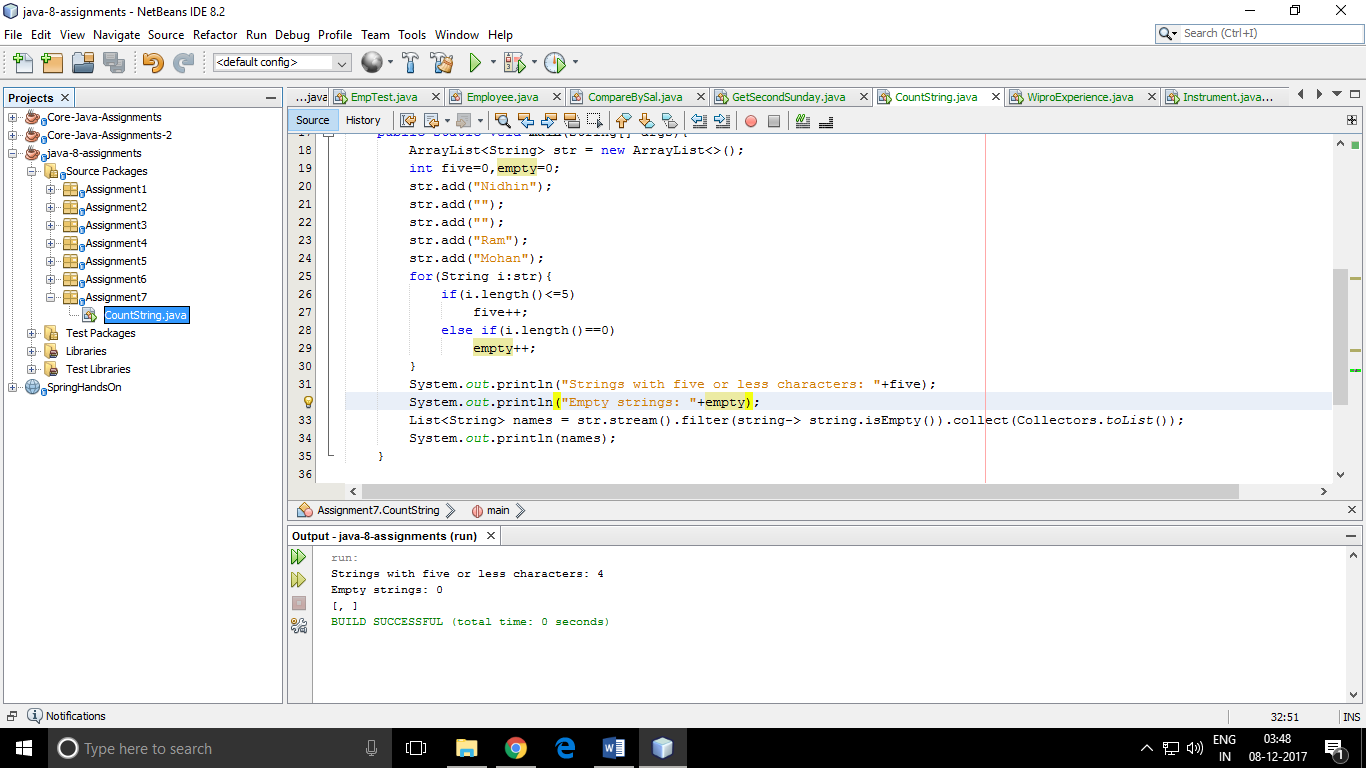 java-8-assignments - NetBeans IDE 8.2
File Edit View Navigate Source Refactor Run Debug Profile Team Tools Window Help
Search (Ctrl+I)
<default config>
Projects
...java EmpTest.java Employee.java CompareBySal.java GetSecondSunday.java CountString.java WiproExperience.java Instrument.java...
Source History
Core-Java-Assignments
Core-Java-Assignments-2
java-8-assignments
Source Packages
Assignment1
Assignment2
Assignment3
Assignment4
Assignment5
Assignment6
Assignment7
CountString.java
Test Packages
Libraries
Test Libraries
SpringHandsOn
17 public static void main(String[] args){
18 ArrayList<String> str = new ArrayList<>();
19 int five=0,empty=0;
20 str.add("Nidhin");
21 str.add("");
22 str.add("");
23 str.add("Ram");
24 str.add("Mohan");
25 for(String i:str){
26 if(i.length()<=5)
27 five++;
28 else if(i.length()==0)
29 empty++;
30 }
31 System.out.println("Strings with five or less characters: "+five);
System.out.println("Empty strings: "+empty);
33 List<String> names = str.stream().filter(string-> string.isEmpty()).collect(Collectors.toList());
34 System.out.println(names);
35 }
36
Assignment7.CountString main
Output - java-8-assignments (run)
run:
Strings with five or less characters: 4
Empty strings: 0
[, ]
BUILD SUCCESSFUL (total time: 0 seconds)
Notifications
32:51 INS
Type here to search
ENG
IN
03:48
08-12-2017
1